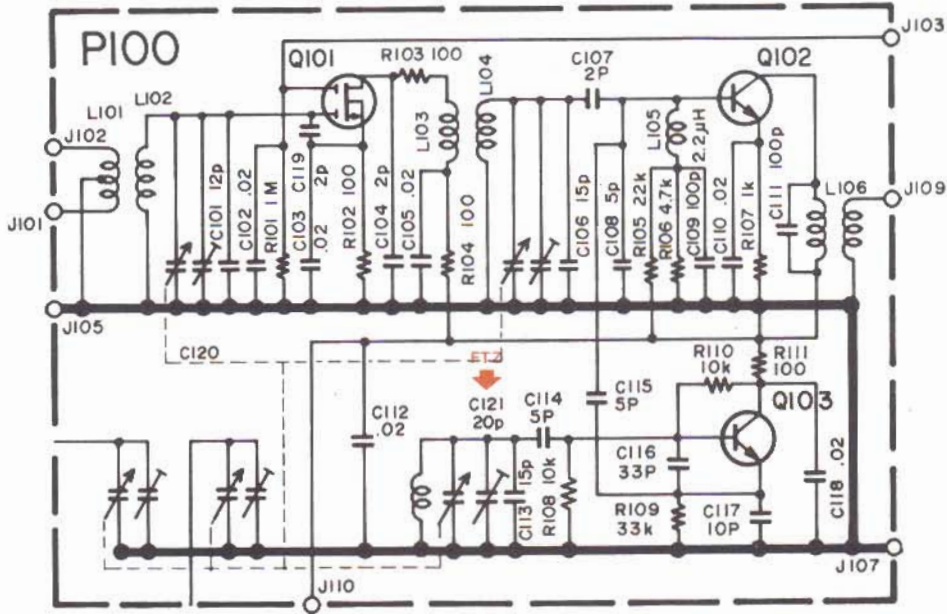 P100
J103
Q101
R103 100
L104
C107
2P
Q102
L101
L102
J102
L103
L105
2.2μH
C111 100p
L106
J109
J101
C101 12p
C102 .02
R101 1M
C103 .02
C119 2p
R102 100
C104 2p
C105 .02
R104 100
C106 15p
C108 5p
R105 22k
R106 4.7k
C109 100p
C110 .02
R107 1k
J105
C120
ETZ
R110
10k
R111
100
C112
.02
C121
20p
C114
5P
C115
5P
Q103
C113 15p
R108 10k
C116
33P
C118 .02
R109
33k
C117
10P
J107
J110